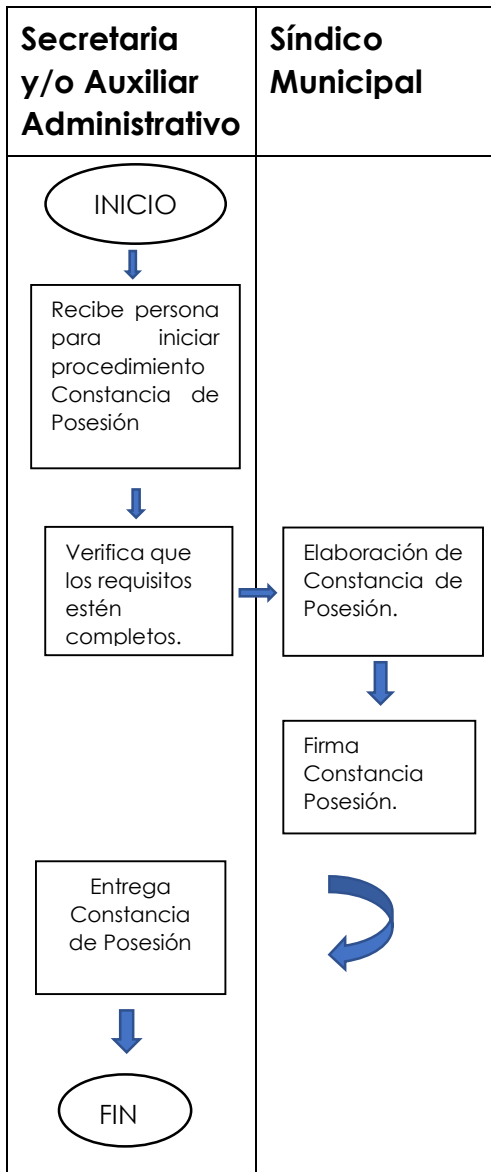 Secretaria
y/o Auxiliar
Administrativo
Síndico
Municipal
INICIO
Recibe persona
para iniciar
procedimiento
Constancia de
Posesión
Verifica que
los requisitos
estén
completos.
Elaboración de
Constancia de
Posesión.
Firma
Constancia
Posesión.
Entrega
Constancia
de Posesión
FIN